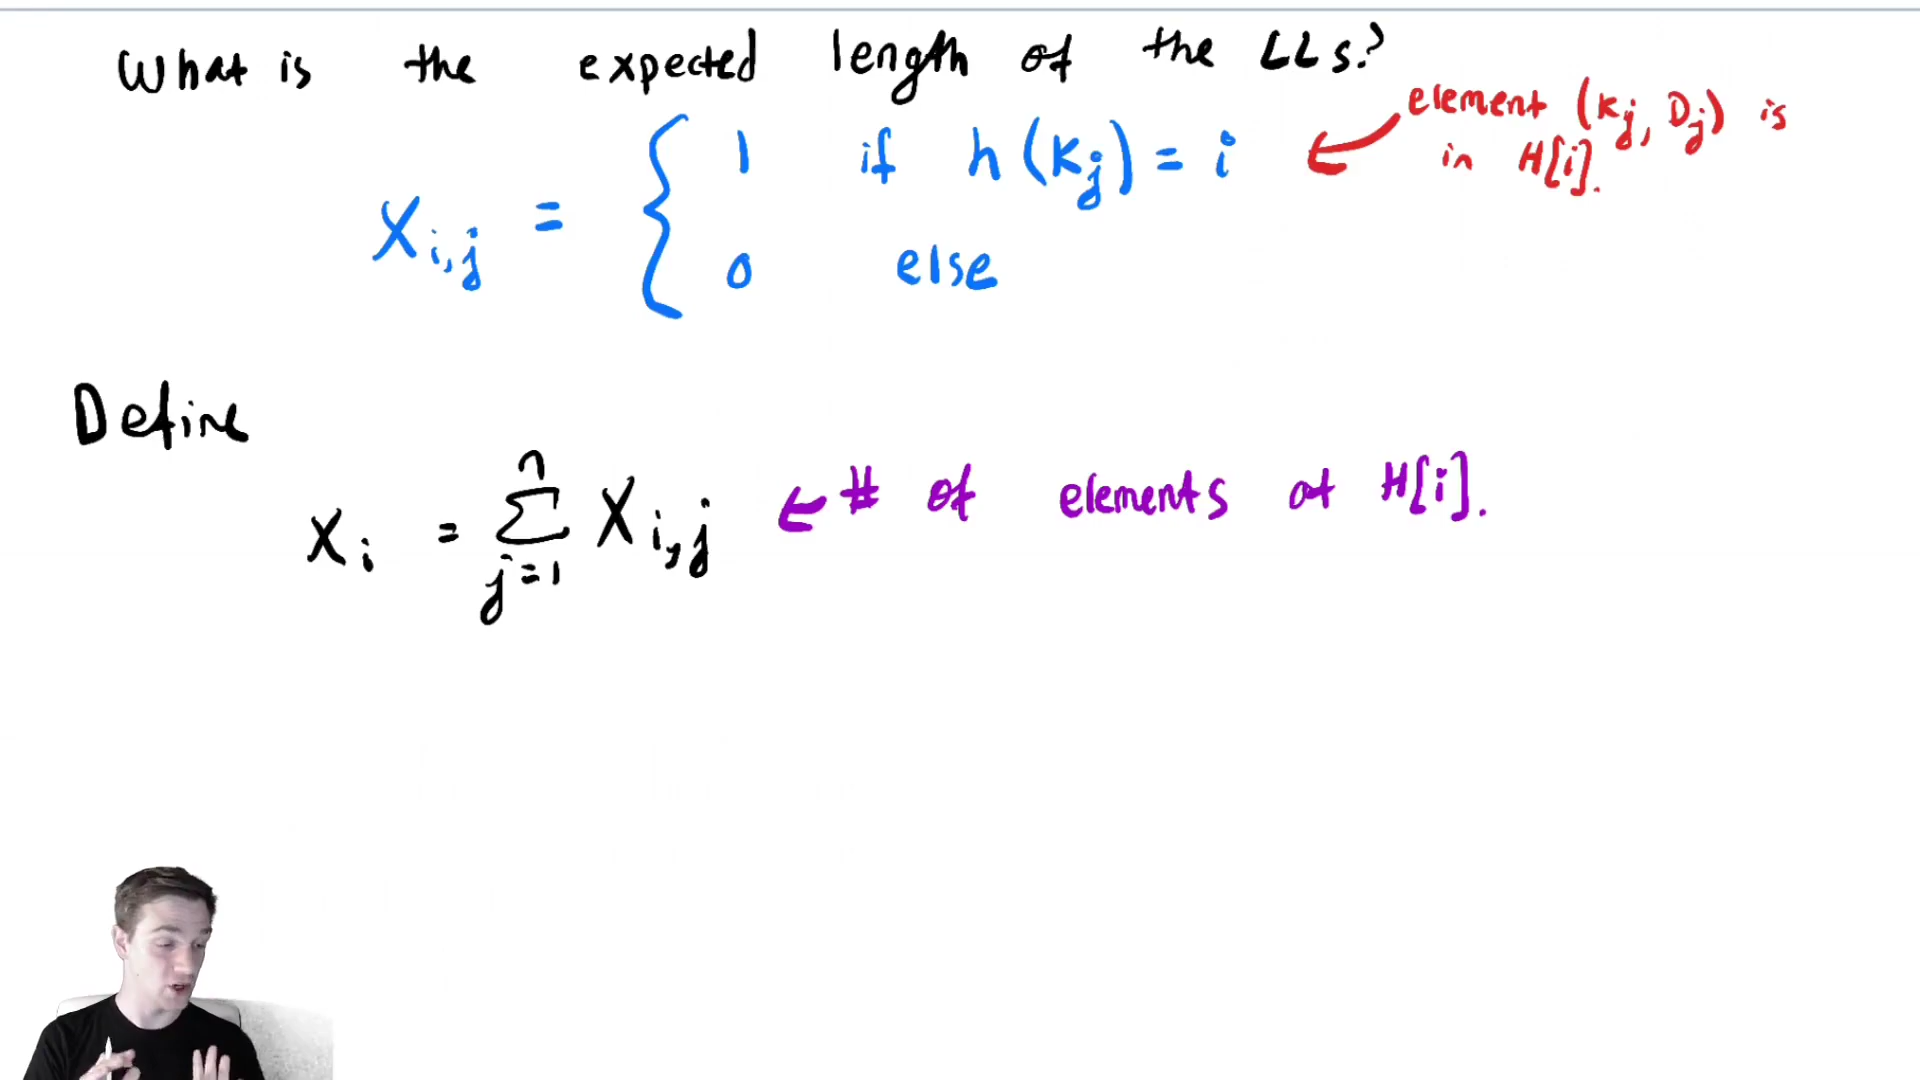 What is the expected length of the LLs?
X_{i,j} = { 1 if h(K_j) = i
0 else
element (K_j, D_j) is
in H[i].
Define
X_i = \sum_{j=1}^{n} X_{i,j}
# of elements at H[i].